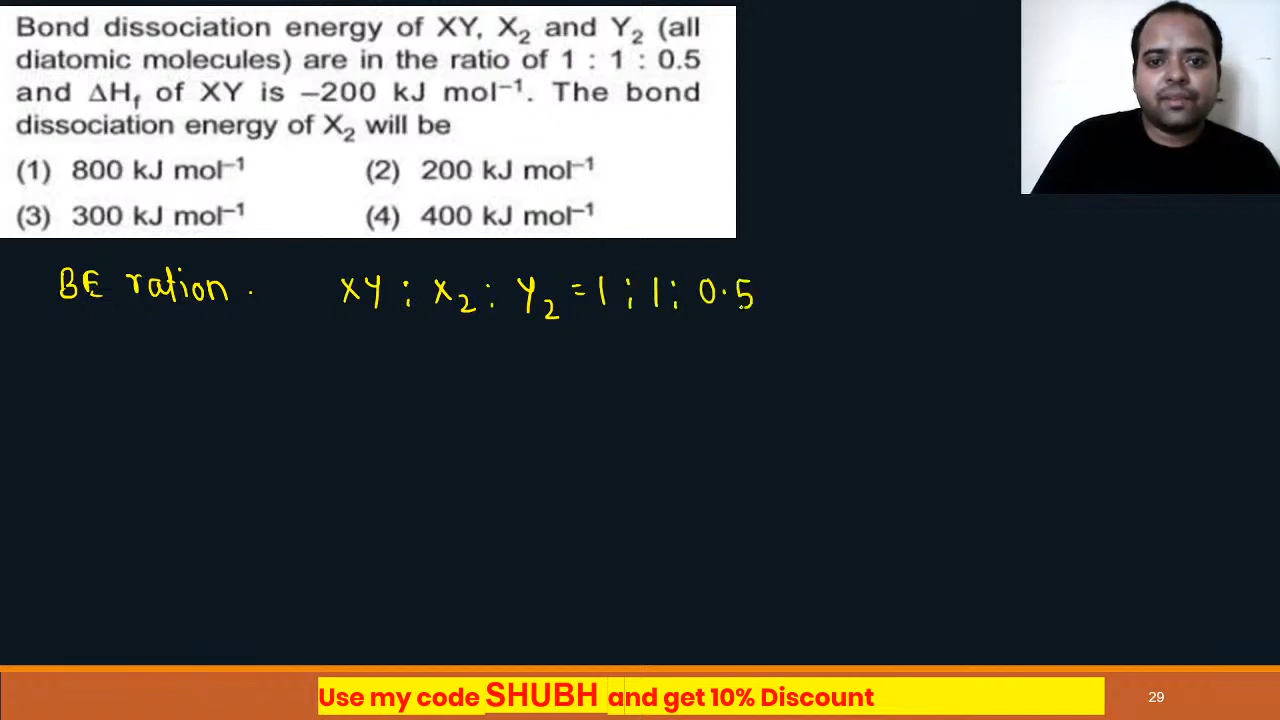 Bond dissociation energy of XY, X₂ and Y₂ (all
diatomic molecules) are in the ratio of 1 : 1 : 0.5
and ΔHf of XY is –200 kJ mol⁻¹. The bond
dissociation energy of X₂ will be
(1) 800 kJ mol⁻¹ (2) 200 kJ mol⁻¹
(3) 300 kJ mol⁻¹ (4) 400 kJ mol⁻¹
BE ration . XY : X₂ : Y₂ = 1 : 1 : 0.5
Use my code SHUBH and get 10% Discount
29